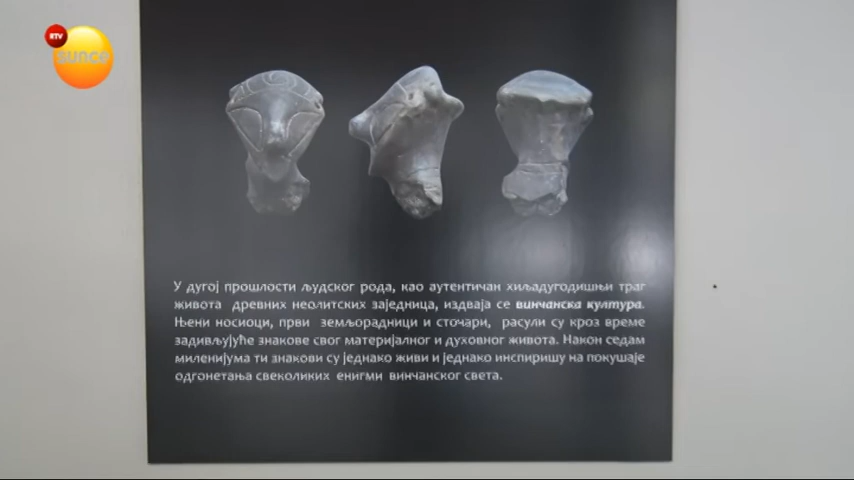 RTV
sunce
У дугој прошлости људског рода, као аутентичан хиљадугодишњи траг
живота древних неолитских заједница, издваја се винчанска култура.
Њени носиоци, први земљорадници и сточари, расули су кроз време
задивљујуће знакове свог материјалног и духовног живота. Након седам
миленијума ти знакови су једнако живи и једнако инспиришу на покушаје
одгонетања свеколиких енигми винчанског света.